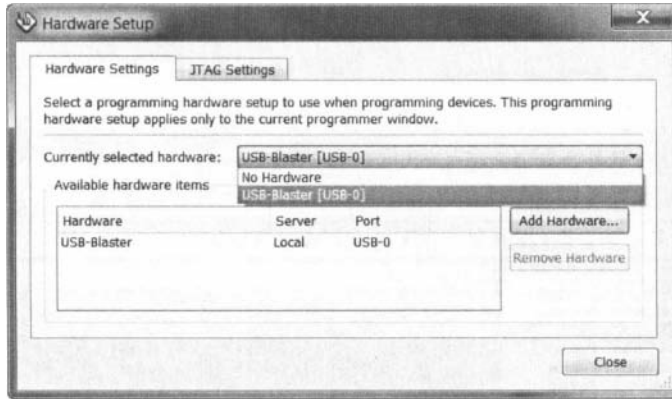 Hardware Setup
Hardware Settings
JTAG Settings
Select a programming hardware setup to use when programming devices. This programming
hardware setup applies only to the current programmer window.
Currently selected hardware:
USB-Blaster [USB-0]
No Hardware
USB-Blaster [USB-0]
Available hardware items
Hardware Server Port
USB-Blaster Local USB-0
Add Hardware...
Remove Hardware
Close